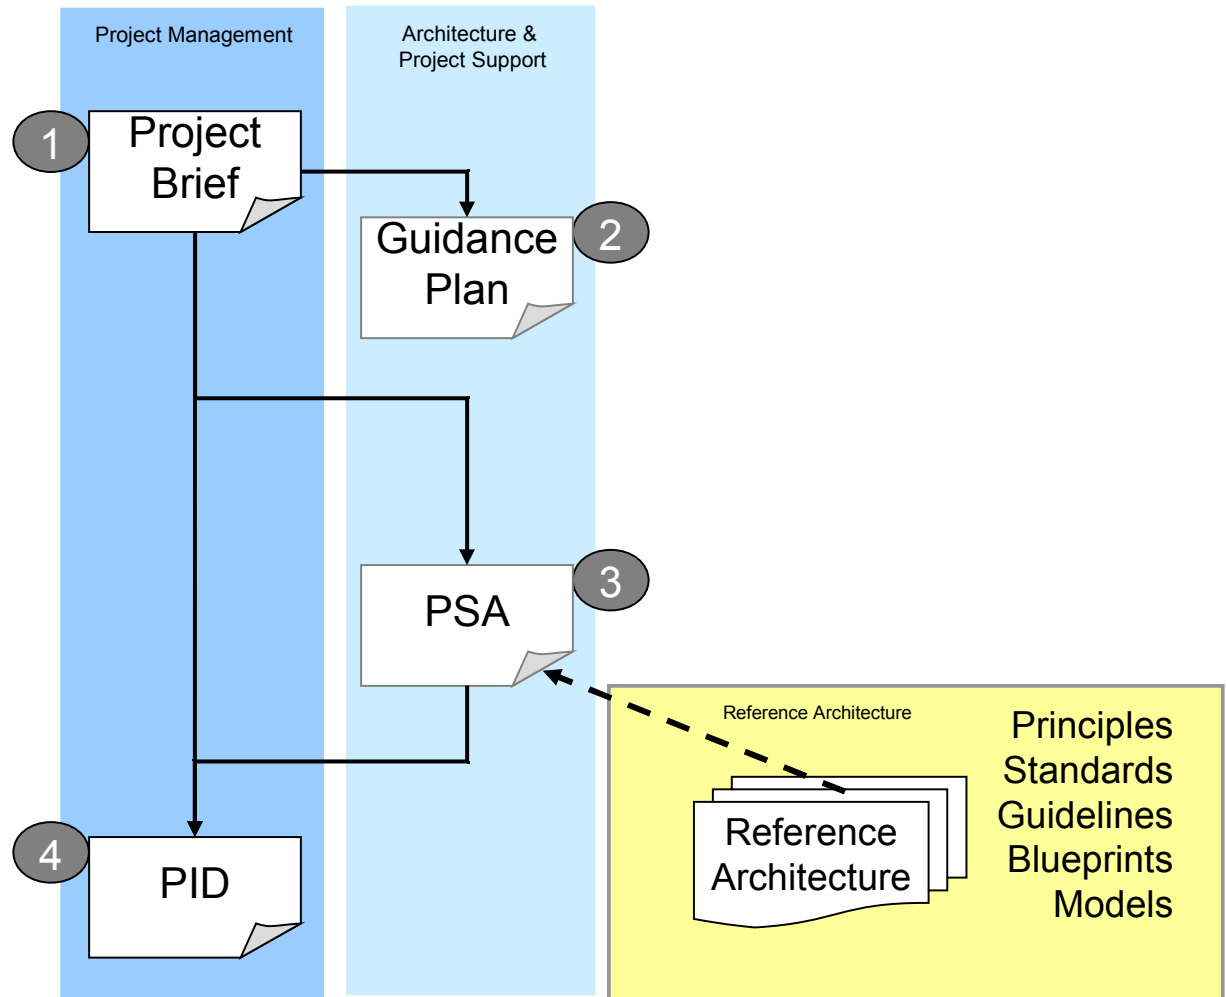 Project Management
Architecture &
Project Support
1
Project
Brief
2
Guidance
Plan
3
PSA
4
PID
Reference Architecture
Reference
Architecture
Principles
Standards
Guidelines
Blueprints
Models